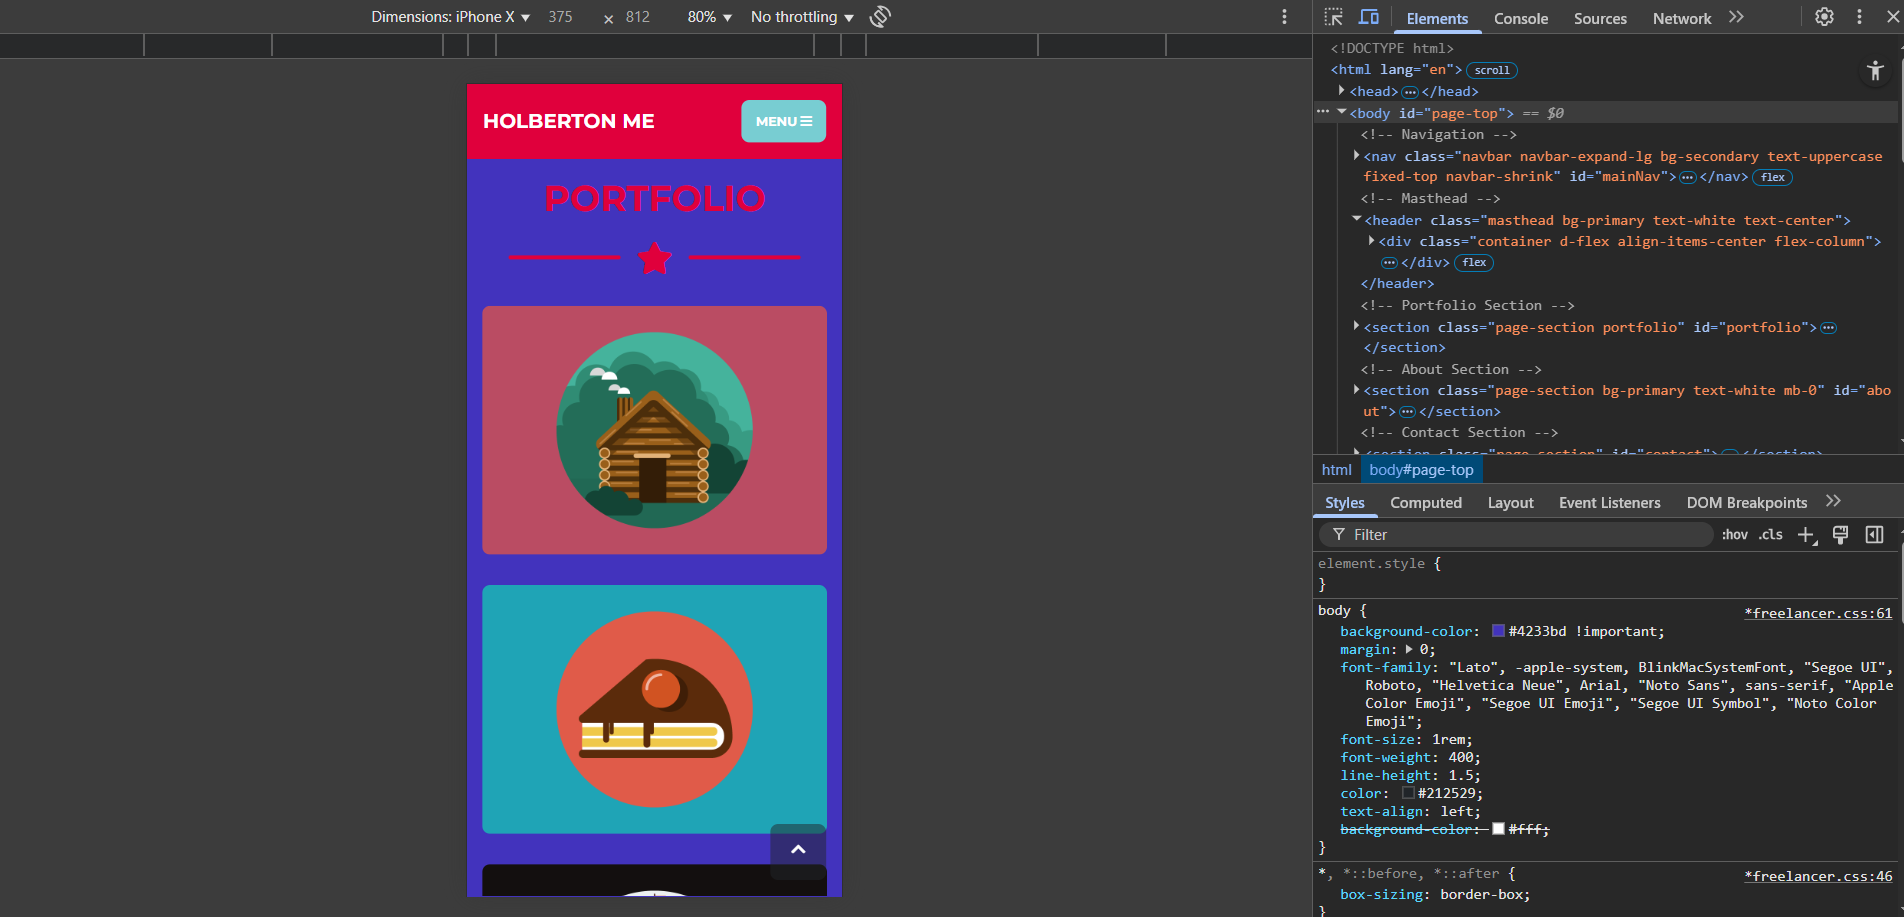 Dimensions: iPhone X ▼ 375 × 812 80% ▼ No throttling ▼
Elements Console Sources Network
HOLBERTON ME
MENU
PORTFOLIO
<!DOCTYPE html>
<html lang="en"> scroll
<head> ••• </head>
••• <body id="page-top"> == $0
<!-- Navigation -->
<nav class="navbar navbar-expand-lg bg-secondary text-uppercase
fixed-top navbar-shrink" id="mainNav"> ••• </nav> flex
<!-- Masthead -->
<header class="masthead bg-primary text-white text-center">
<div class="container d-flex align-items-center flex-column">
••• </div> flex
</header>
<!-- Portfolio Section -->
<section class="page-section portfolio" id="portfolio"> •••
</section>
<!-- About Section -->
<section class="page-section bg-primary text-white mb-0" id="abo
ut"> ••• </section>
<!-- Contact Section -->
<section class="page-section" id="contact"> ••• </section>
html body#page-top
Styles Computed Layout Event Listeners DOM Breakpoints
Filter :hov .cls
element.style {
}
body { *freelancer.css:61
background-color: #4233bd !important;
margin: 0;
font-family: "Lato", -apple-system, BlinkMacSystemFont, "Segoe UI",
Roboto, "Helvetica Neue", Arial, "Noto Sans", sans-serif, "Apple
Color Emoji", "Segoe UI Emoji", "Segoe UI Symbol", "Noto Color
Emoji";
font-size: 1rem;
font-weight: 400;
line-height: 1.5;
color: #212529;
text-align: left;
background-color: #fff;
}
*, *::before, *::after { *freelancer.css:46
box-sizing: border-box;
}